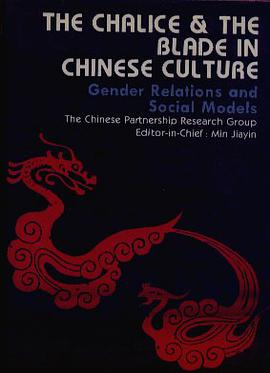 THE CHALICE & THE
BLADE IN
CHINESE CULTURE
Gender Relations and
Social Models
The Chinese Partnership Research Group
Editor-in-Chief : Min Jiayin